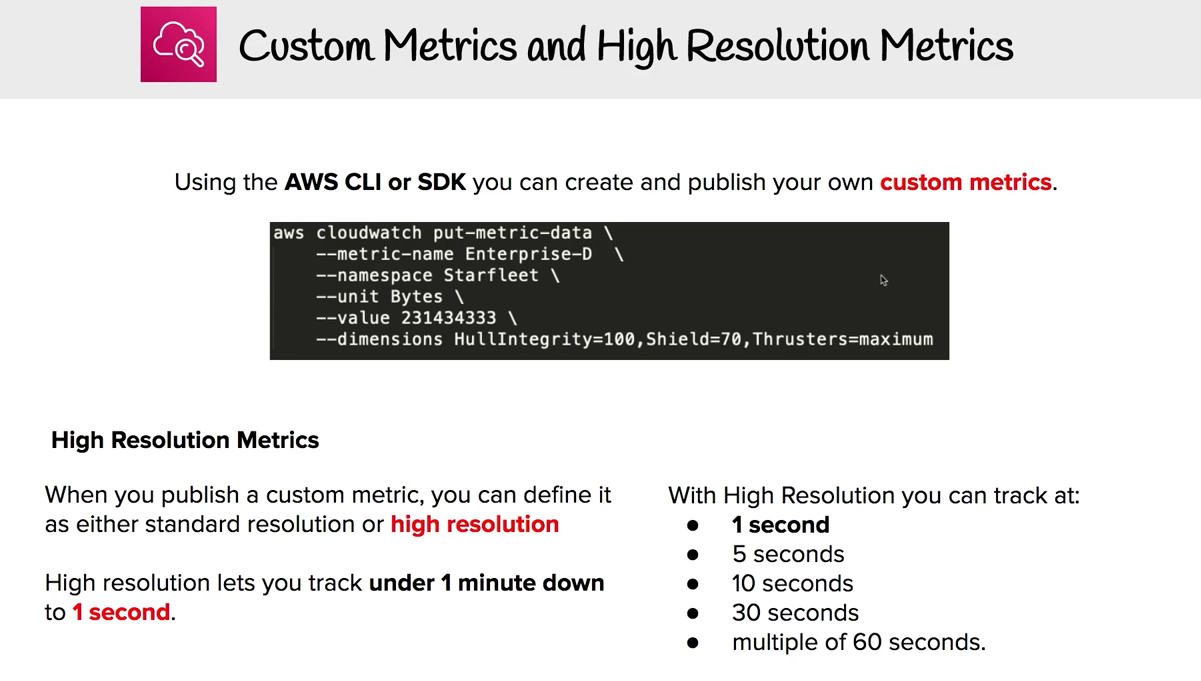 Custom Metrics and High Resolution Metrics
Using the AWS CLI or SDK you can create and publish your own custom metrics.
aws cloudwatch put-metric-data \
--metric-name Enterprise-D \
--namespace Starfleet \
--unit Bytes \
--value 231434333 \
--dimensions HullIntegrity=100,Shield=70,Thrusters=maximum
High Resolution Metrics
When you publish a custom metric, you can define it
as either standard resolution or high resolution
High resolution lets you track under 1 minute down
to 1 second.
With High Resolution you can track at:
● 1 second
● 5 seconds
● 10 seconds
● 30 seconds
● multiple of 60 seconds.